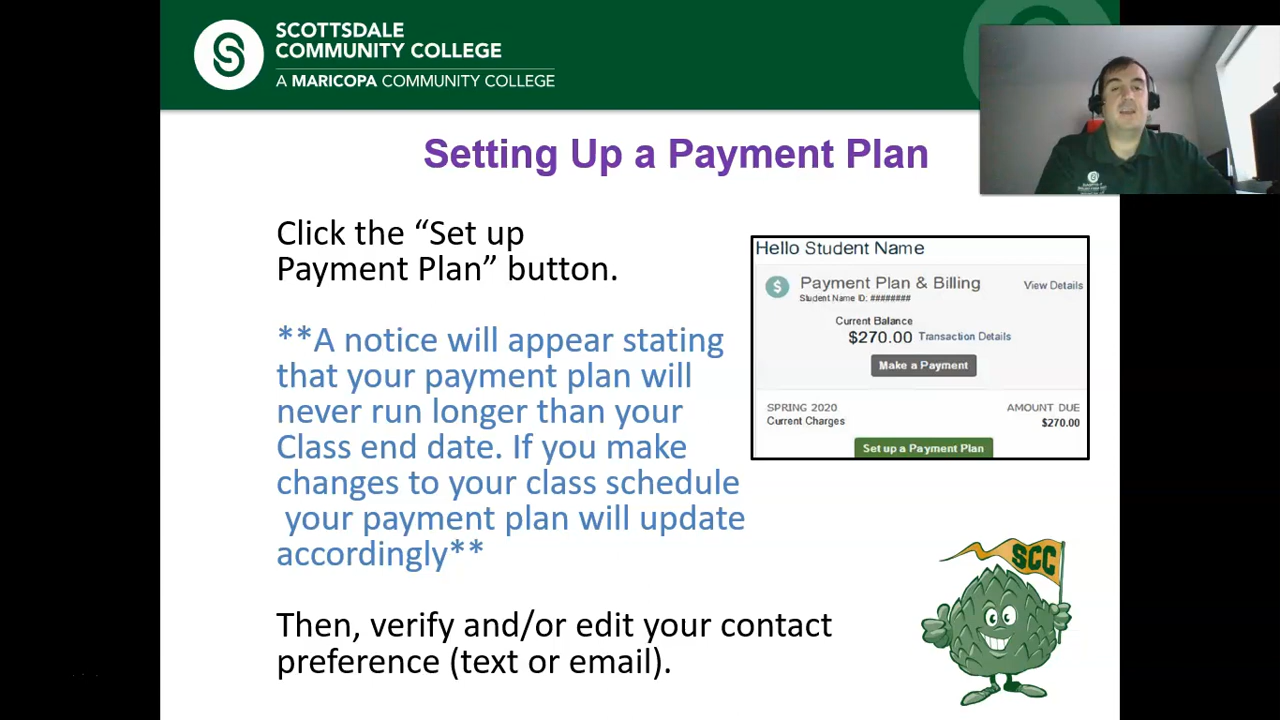 SCOTTSDALE
COMMUNITY COLLEGE
A MARICOPA COMMUNITY COLLEGE
Setting Up a Payment Plan
Click the “Set up
Payment Plan” button.
**A notice will appear stating
that your payment plan will
never run longer than your
Class end date. If you make
changes to your class schedule
your payment plan will update
accordingly**
Then, verify and/or edit your contact
preference (text or email).
Hello Student Name
Payment Plan & Billing
View Details
Student Name ID: ########
Current Balance
$270.00 Transaction Details
Make a Payment
SPRING 2020
AMOUNT DUE
Current Charges
$270.00
Set up a Payment Plan
SCC